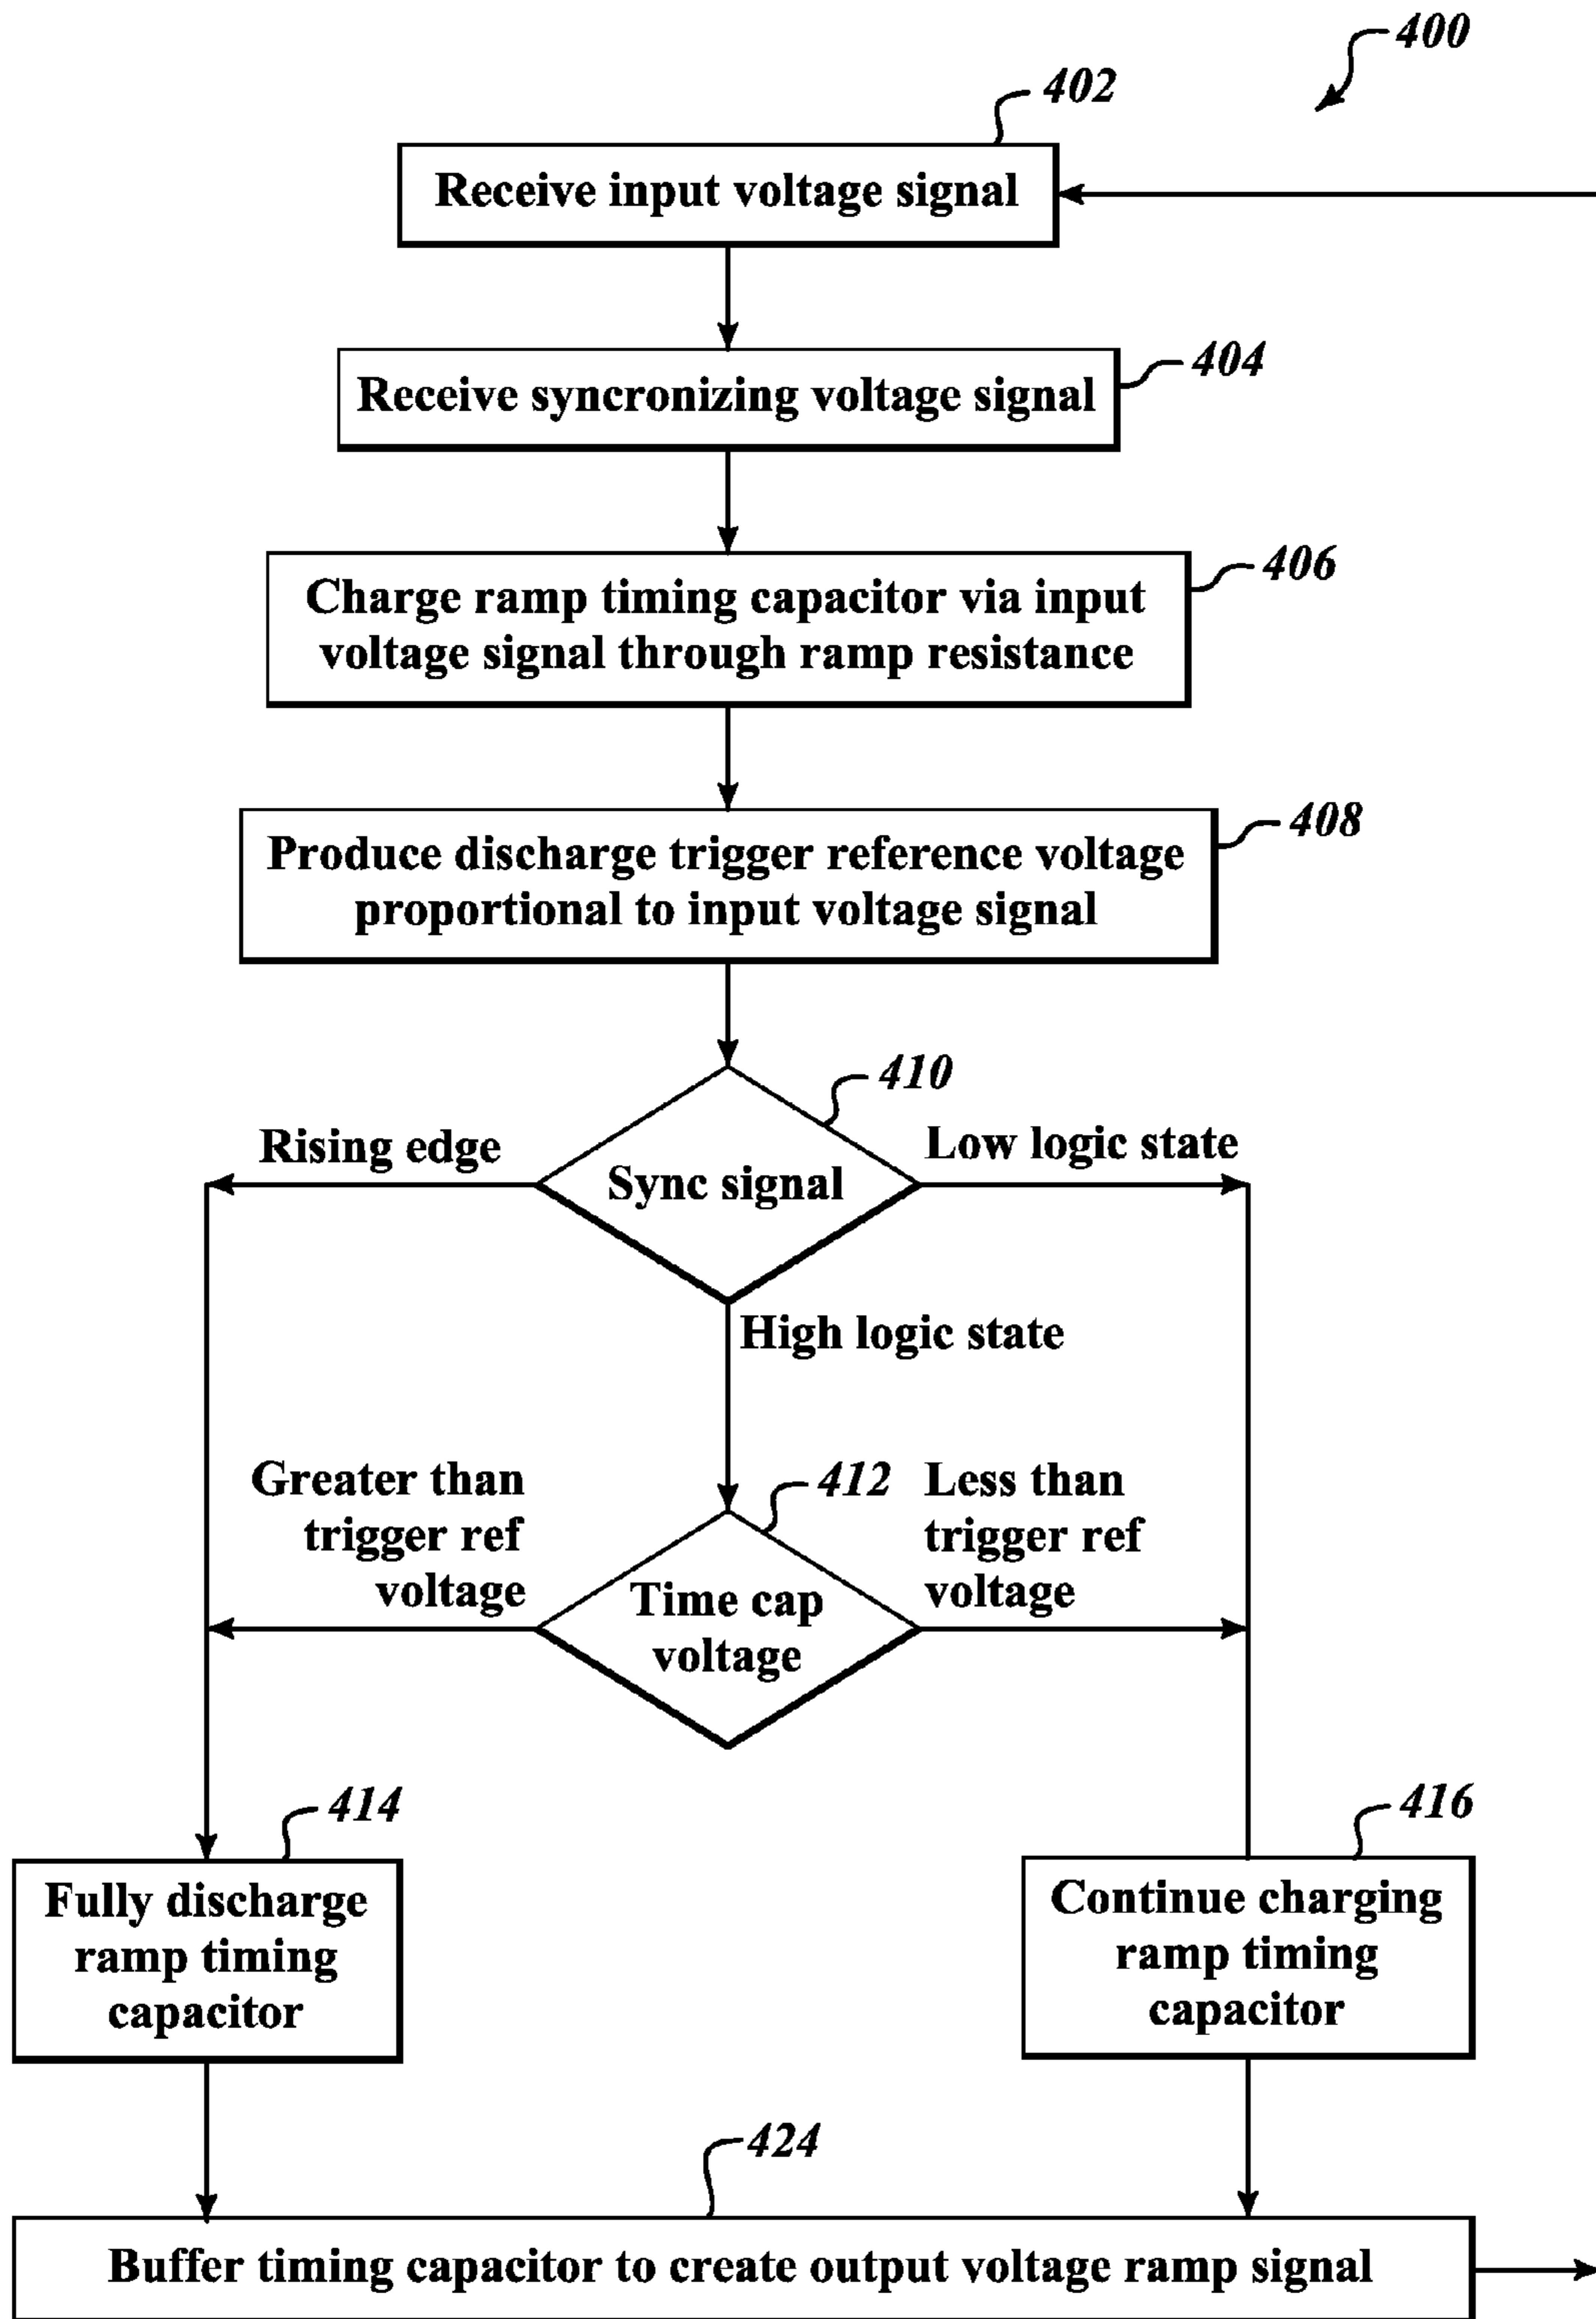 400
402
Receive input voltage signal
404
Receive syncronizing voltage signal
406
Charge ramp timing capacitor via input
voltage signal through ramp resistance
408
Produce discharge trigger reference voltage
proportional to input voltage signal
410
Rising edge
Sync signal
Low logic state
High logic state
Greater than
trigger ref
voltage
412
Time cap
voltage
Less than
trigger ref
voltage
414
Fully discharge
ramp timing
capacitor
416
Continue charging
ramp timing
capacitor
424
Buffer timing capacitor to create output voltage ramp signal